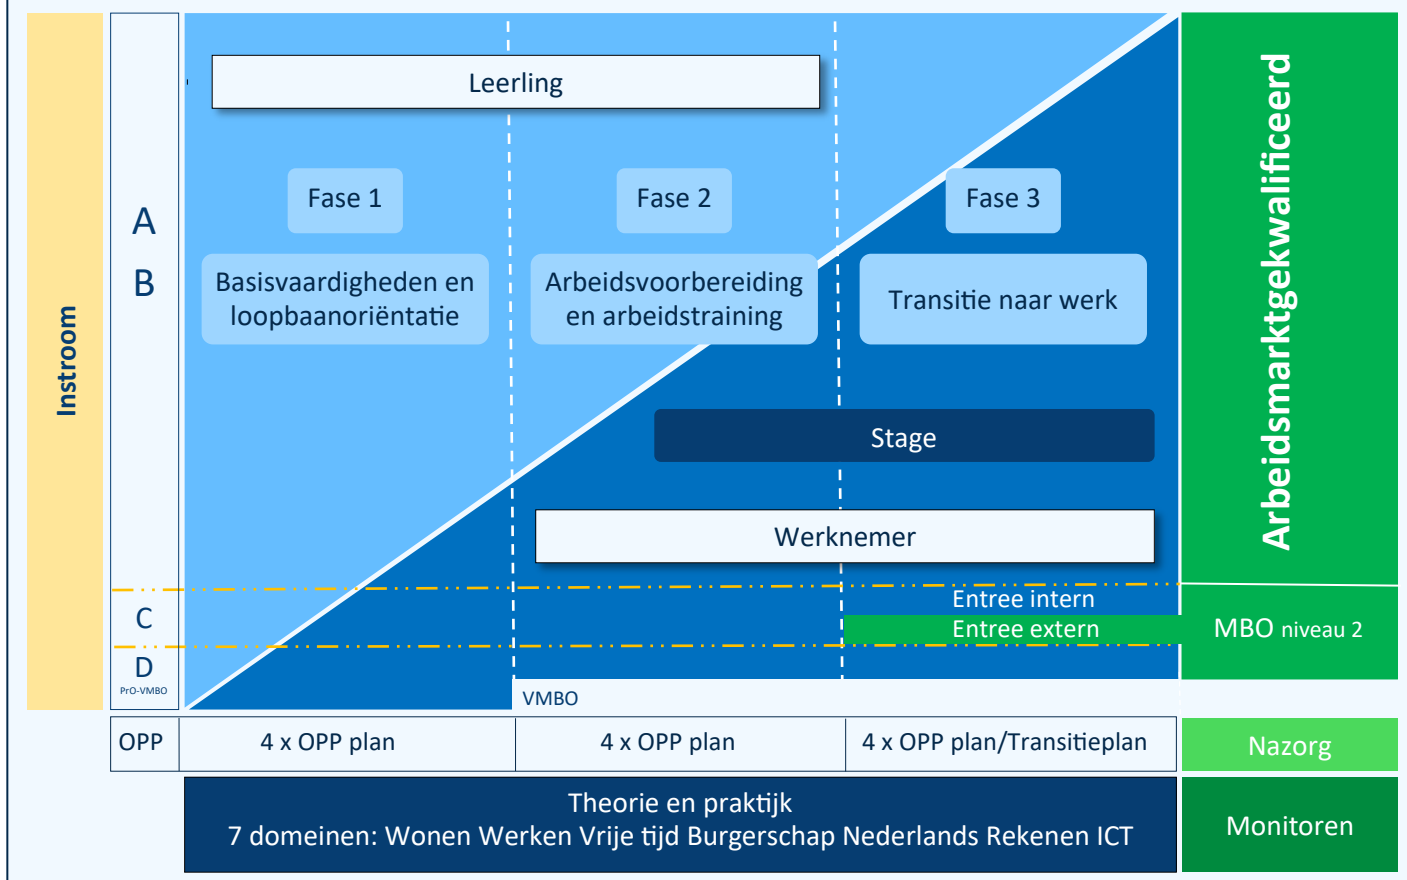 Instroom
A
B
C
D
PrO-VMBO
OPP
Leerling
Fase 1
Fase 2
Fase 3
Basisvaardigheden en
loopbaanoriëntatie
Arbeidsvoorbereiding
en arbeidstraining
Transitie naar werk
Stage
Werknemer
Entree intern
Entree extern
VMBO
4 x OPP plan
4 x OPP plan
4 x OPP plan/Transitieplan
Theorie en praktijk
7 domeinen: Wonen Werken Vrije tijd Burgerschap Nederlands Rekenen ICT
Arbeidsmarktgekwalificeerd
MBO niveau 2
Nazorg
Monitoren